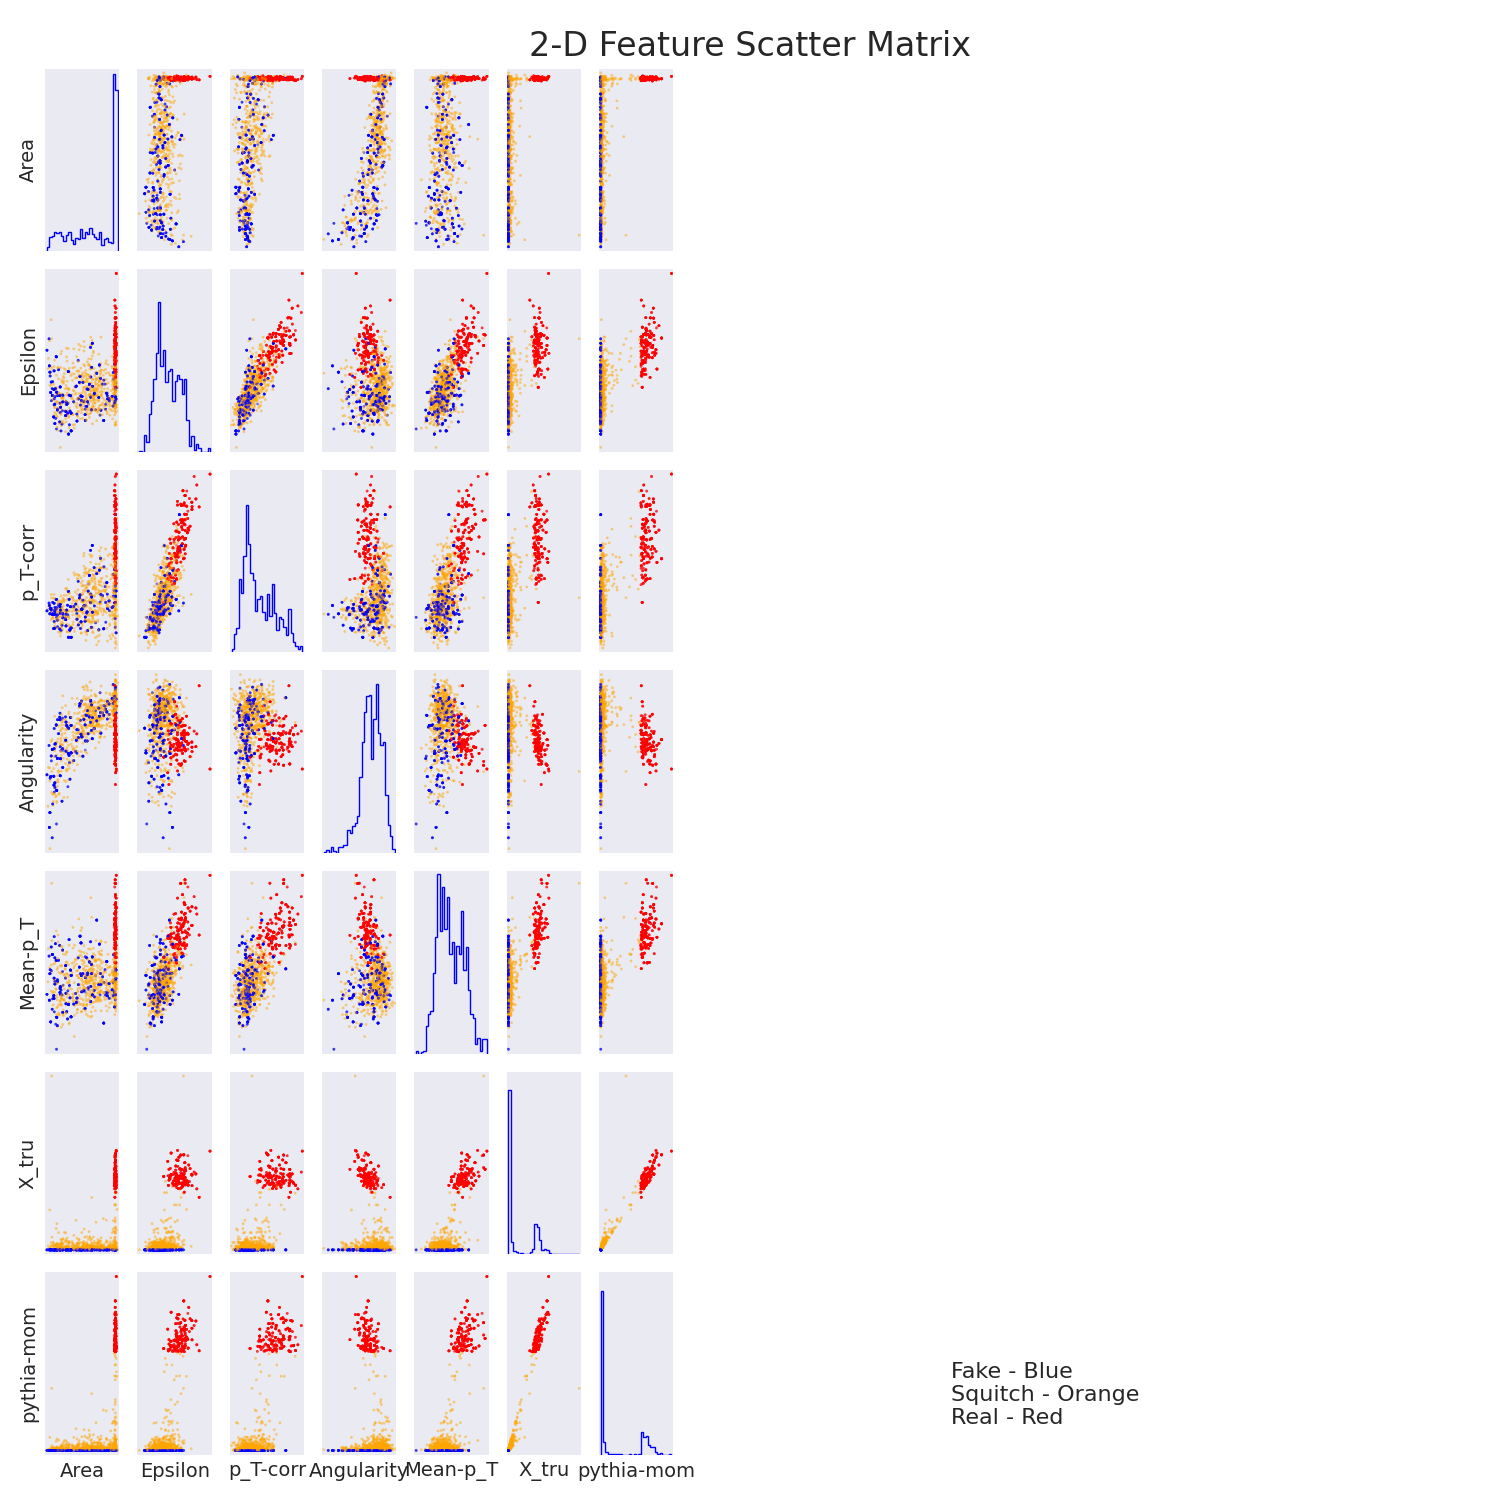 2-D Feature Scatter Matrix
Area
Epsilon
p_T-corr
Angularity
Mean-p_T
X_tru
pythia-mom
Fake - Blue
Squitch - Orange
Real - Red
Area Epsilon p_T-corr Angularity Mean-p_T X_tru pythia-mom